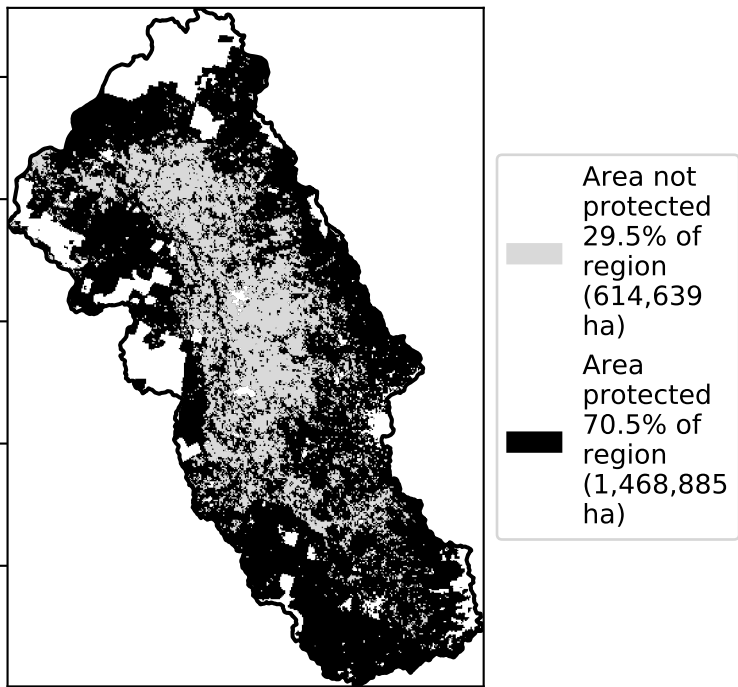 Area not
protected
29.5% of
region
(614,639
ha)
Area
protected
70.5% of
region
(1,468,885
ha)